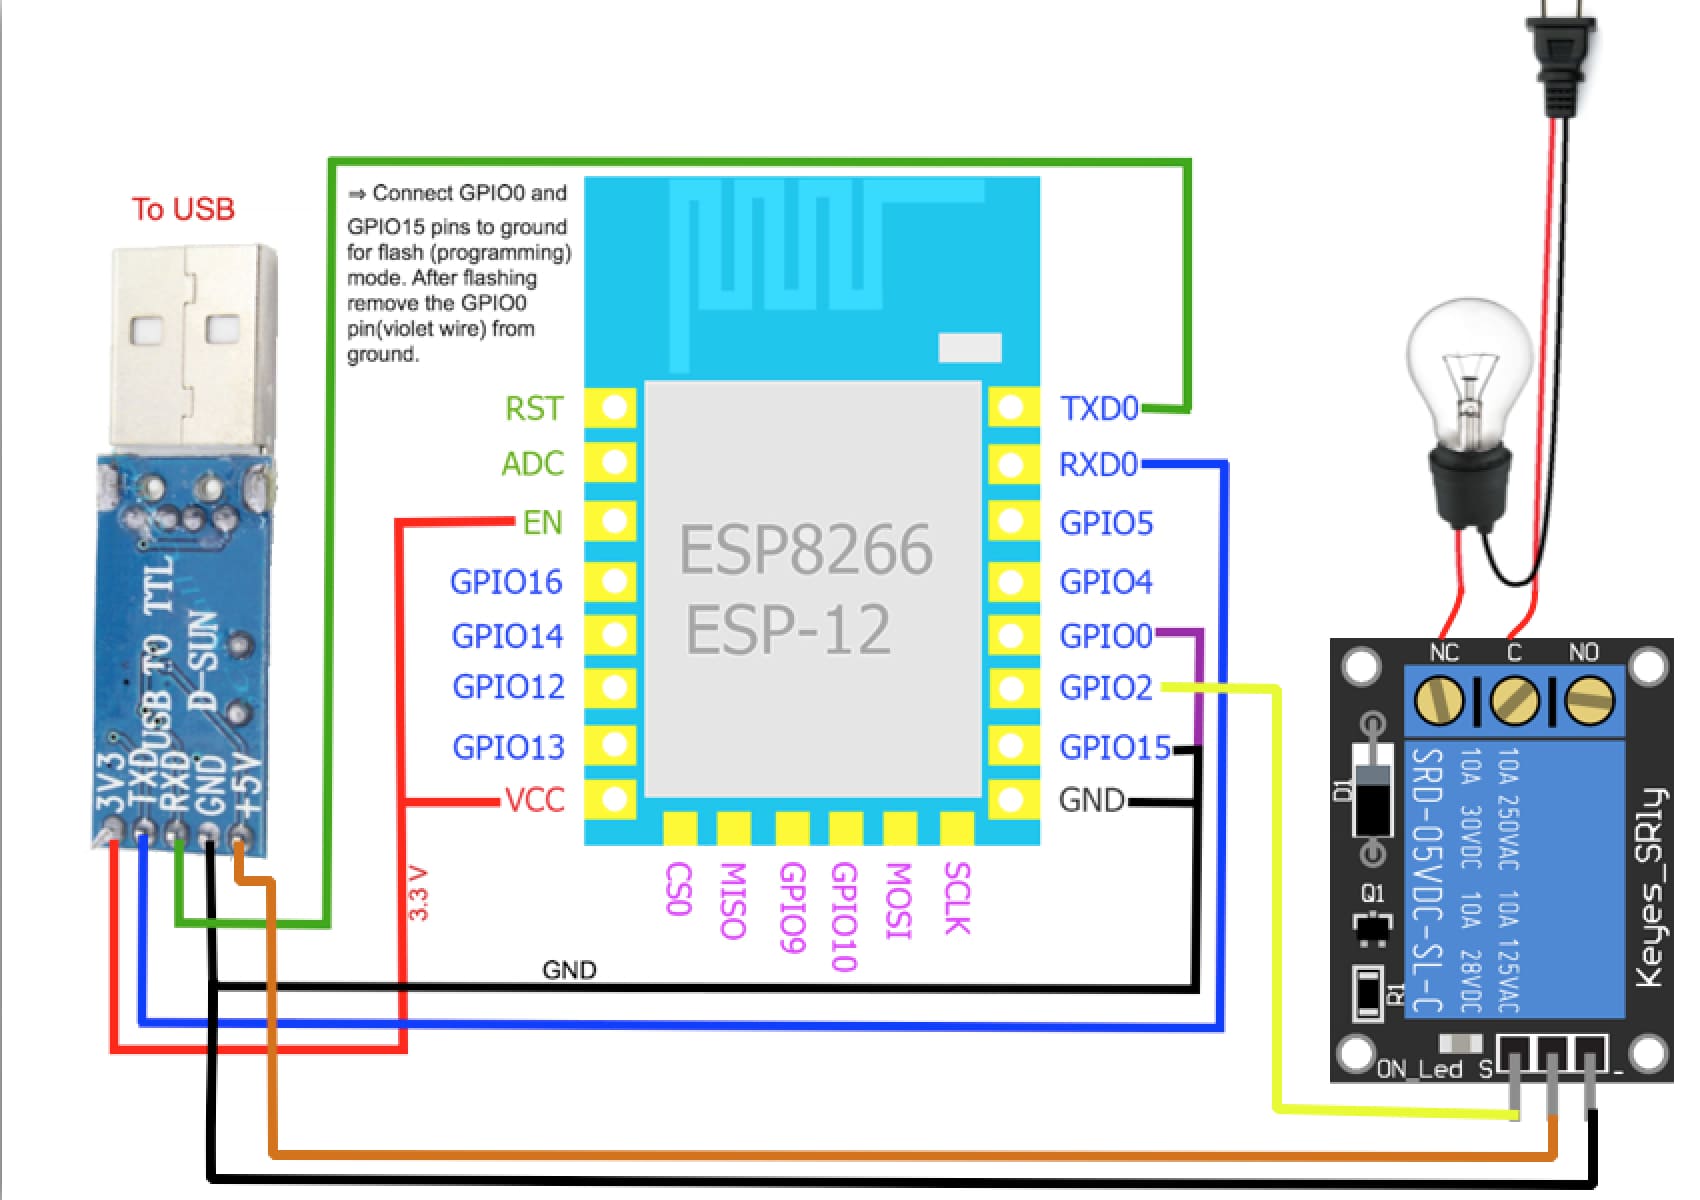 To USB
⇒ Connect GPIO0 and
GPIO15 pins to ground
for flash (programming)
mode. After flashing
remove the GPIO0
pin(violet wire) from
ground.
USB TO TTL
D-SUN
3V3
TXD
RXD
GND
+5V
RST
ADC
EN
GPIO16
GPIO14
GPIO12
GPIO13
VCC
ESP8266
ESP-12
TXD0
RXD0
GPIO5
GPIO4
GPIO0
GPIO2
GPIO15
GND
CS0
MISO
GPIO9
GPIO10
MOSI
SCLK
3.3 V
GND
NC C NO
D1
Q1
R1
SRD-05VDC-SL-C
10A 30VDC 10A 28VDC
10A 250VAC 10A 125VAC
Keyes_SRly
ON_Led S -